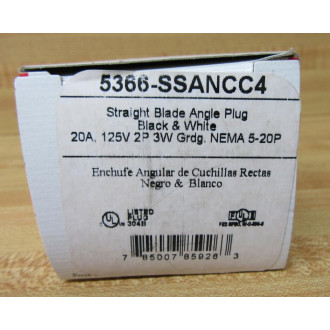 5366-SSANCC4
Straight Blade Angle Plug
Black & White
20A, 125V 2P 3W Grdg. NEMA 5-20P
Enchufe Angular de Cuchillas Rectas
Negro & Blanco
UL LISTED
7 85007 85926 3